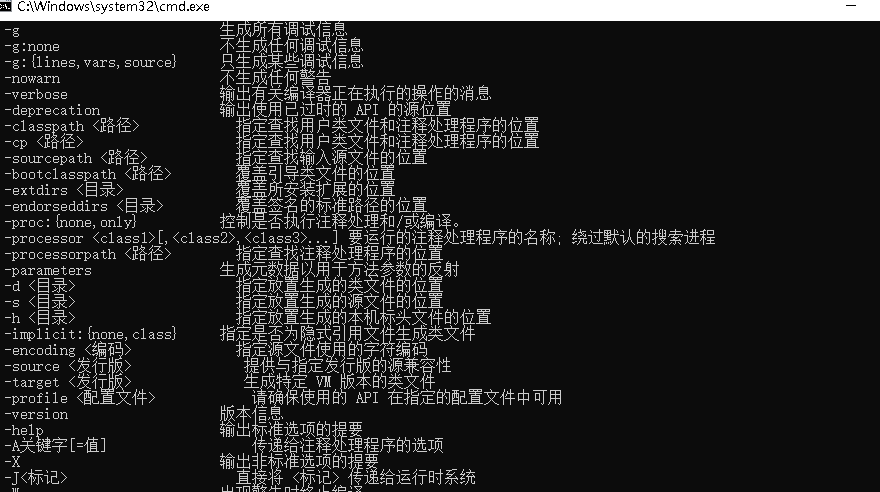 C:\Windows\system32\cmd.exe
-g 生成所有调试信息
-g:none 不生成任何调试信息
-g:{lines,vars,source} 只生成某些调试信息
-nowarn 不生成任何警告
-verbose 输出有关编译器正在执行的操作的消息
-deprecation 输出使用已过时的 API 的源位置
-classpath <路径> 指定查找用户类文件和注释处理程序的位置
-cp <路径> 指定查找用户类文件和注释处理程序的位置
-sourcepath <路径> 指定查找输入源文件的位置
-bootclasspath <路径> 覆盖引导类文件的位置
-extdirs <目录> 覆盖所安装扩展的位置
-endorseddirs <目录> 覆盖签名的标准路径的位置
-proc:{none,only} 控制是否执行注释处理和/或编译。
-processor <class1>[,<class2>,<class3>...] 要运行的注释处理程序的名称; 绕过默认的搜索进程
-processorpath <路径> 指定查找注释处理程序的位置
-parameters 生成元数据以用于方法参数的反射
-d <目录> 指定放置生成的类文件的位置
-s <目录> 指定放置生成的源文件的位置
-h <目录> 指定放置生成的本机标头文件的位置
-implicit:{none,class} 指定是否为隐式引用文件生成类文件
-encoding <编码> 指定源文件使用的字符编码
-source <发行版> 提供与指定发行版的源兼容性
-target <发行版> 生成特定 VM 版本的类文件
-profile <配置文件> 请确保使用的 API 在指定的配置文件中可用
-version 版本信息
-help 输出标准选项的提要
-A关键字[=值] 传递给注释处理程序的选项
-X 输出非标准选项的提要
-J<标记> 直接将 <标记> 传递给运行时系统